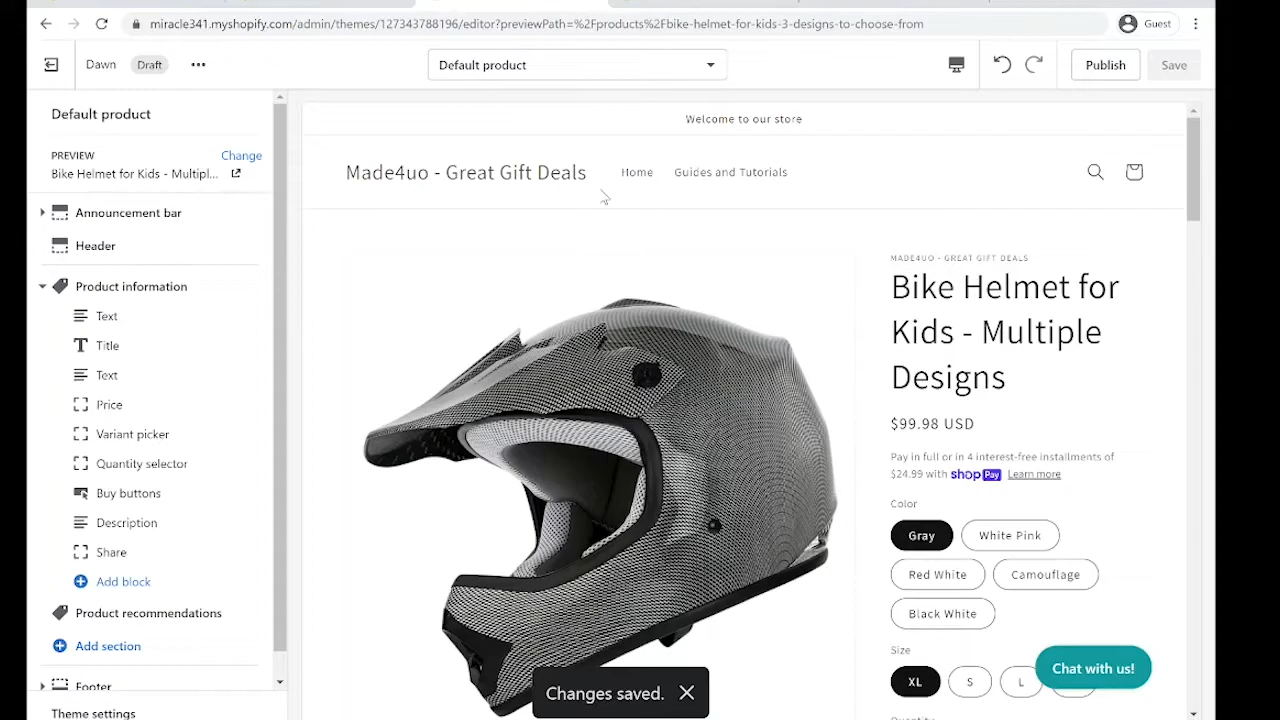 miracle341.myshopify.com/admin/themes/127343788196/editor?previewPath=%2Fproducts%2Fbike-helmet-for-kids-3-designs-to-choose-from
Guest
Dawn
Draft
Default product
Publish
Save
Default product
PREVIEW
Change
Bike Helmet for Kids - Multipl...
Announcement bar
Header
Product information
Text
Title
Text
Price
Variant picker
Quantity selector
Buy buttons
Description
Share
Add block
Product recommendations
Add section
Footer
Theme settings
Welcome to our store
Made4uo - Great Gift Deals
Home
Guides and Tutorials
MADE4UO - GREAT GIFT DEALS
Bike Helmet for
Kids - Multiple
Designs
$99.98 USD
Pay in full or in 4 interest-free installments of
$24.99 with shop Pay Learn more
Color
Gray
White Pink
Red White
Camouflage
Black White
Size
XL
S
L
Chat with us!
Quantity
Changes saved.